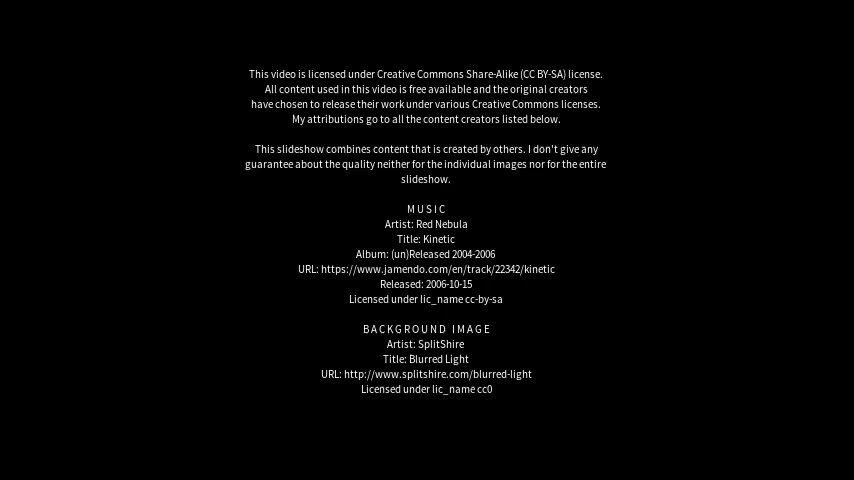 This video is licensed under Creative Commons Share-Alike (CC BY-SA) license.
All content used in this video is free available and the original creators
have chosen to release their work under various Creative Commons licenses.
My attributions go to all the content creators listed below.
This slideshow combines content that is created by others. I don't give any
guarantee about the quality neither for the individual images nor for the entire
slideshow.
MUSIC
Artist: Red Nebula
Title: Kinetic
Album: (un)Released 2004-2006
URL: https://www.jamendo.com/en/track/22342/kinetic
Released: 2006-10-15
Licensed under lic_name cc-by-sa
BACKGROUND IMAGE
Artist: SplitShire
Title: Blurred Light
URL: http://www.splitshire.com/blurred-light
Licensed under lic_name cc0